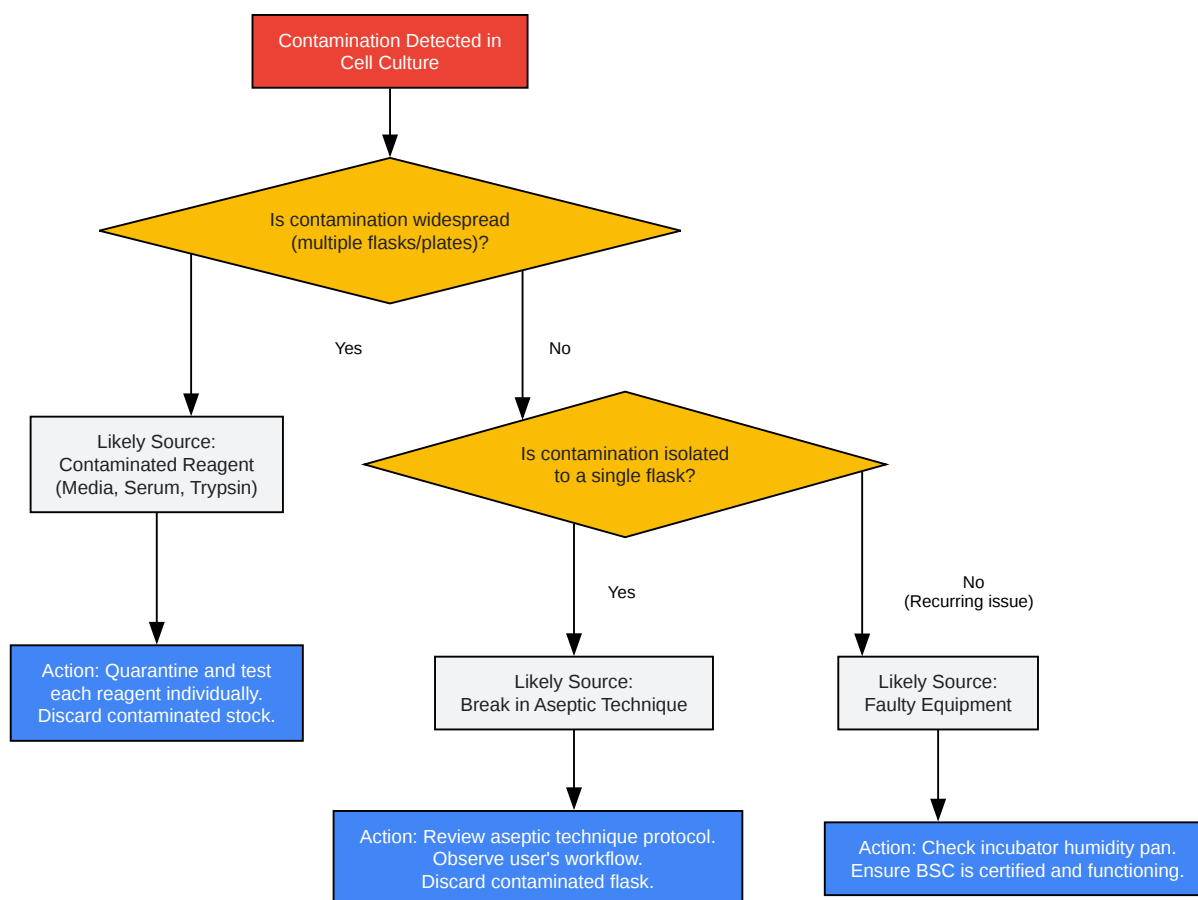 Contamination Detected in
Cell Culture
Is contamination widespread
(multiple flasks/plates)?
Yes
No
Likely Source:
Contaminated Reagent
(Media, Serum, Trypsin)
Is contamination isolated
to a single flask?
Yes
No
(Recurring issue)
Action: Quarantine and test
each reagent individually.
Discard contaminated stock.
Likely Source:
Break in Aseptic Technique
Likely Source:
Faulty Equipment
Action: Review aseptic technique protocol.
Observe user's workflow.
Discard contaminated flask.
Action: Check incubator humidity pan.
Ensure BSC is certified and functioning.